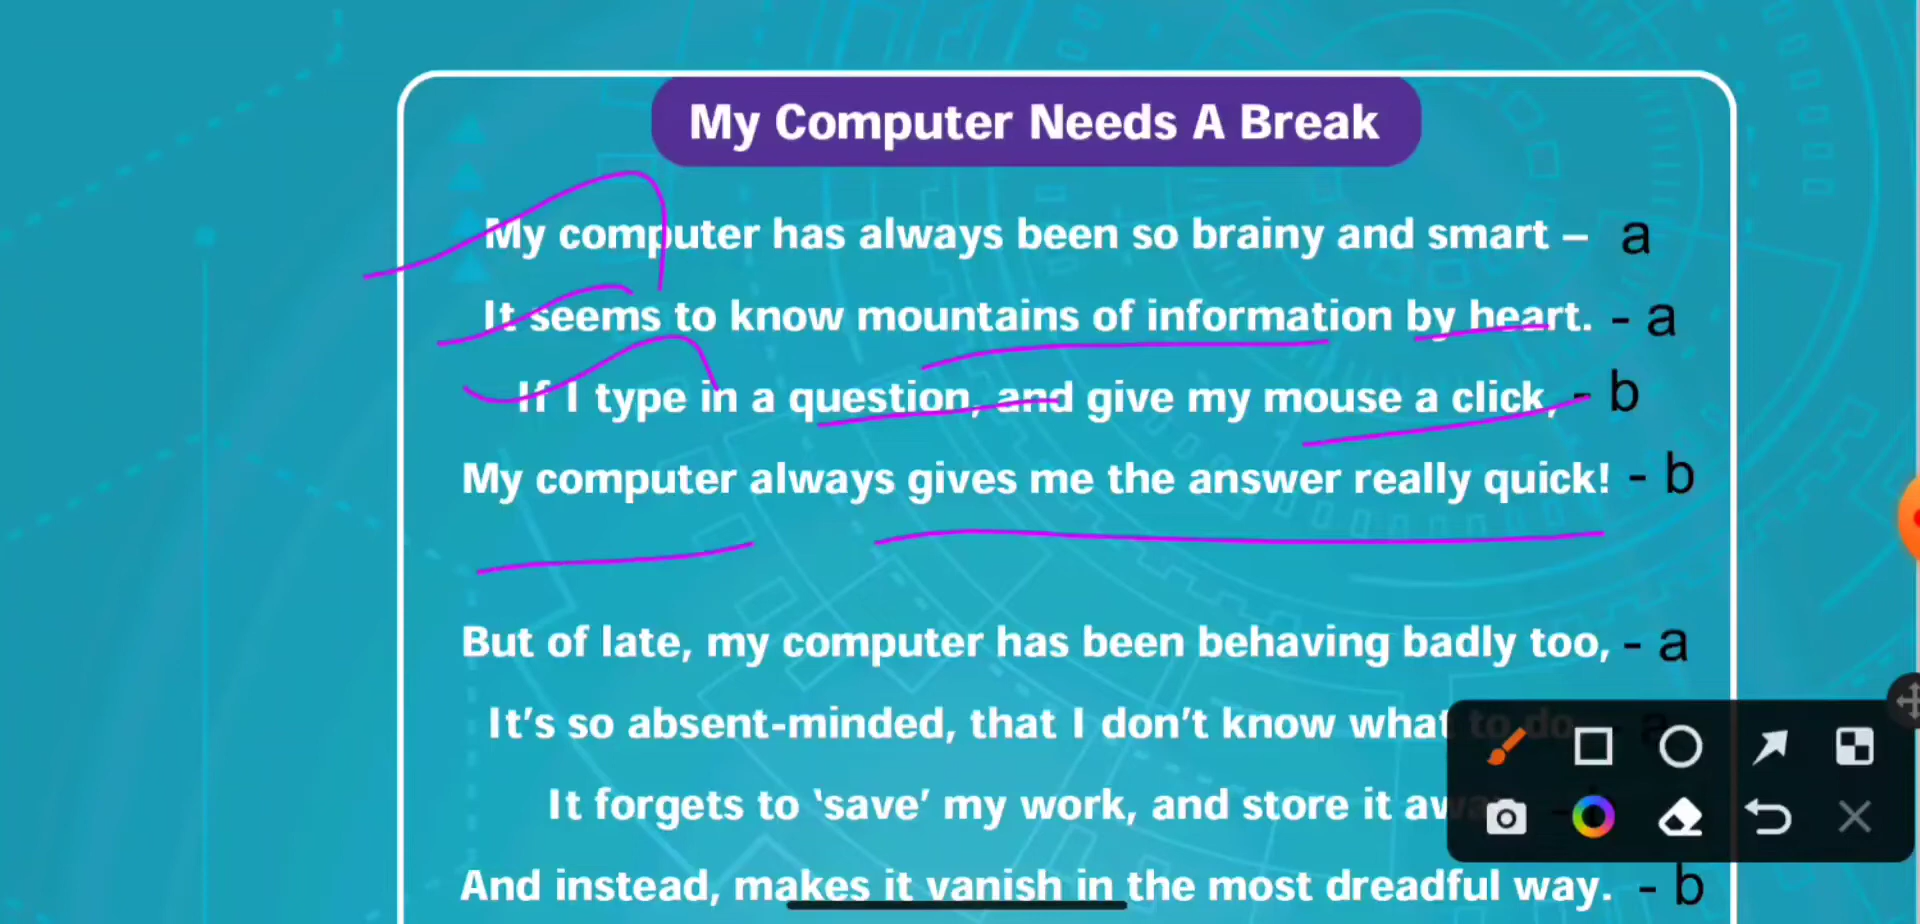 My Computer Needs A Break
My computer has always been so brainy and smart – a
It seems to know mountains of information by heart. - a
If I type in a question, and give my mouse a click, - b
My computer always gives me the answer really quick! - b
But of late, my computer has been behaving badly too, - a
It's so absent-minded, that I don't know what to do - a
It forgets to 'save' my work, and store it away - b
And instead, makes it vanish in the most dreadful way. - b